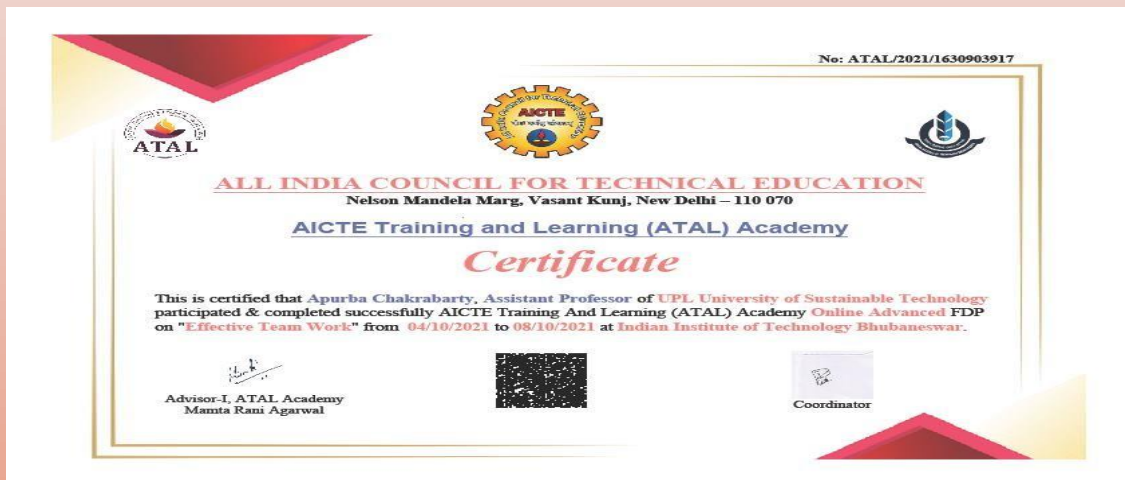 No: ATAL/2021/1630903917
ATAL
AICTE
ALL INDIA COUNCIL FOR TECHNICAL EDUCATION
Nelson Mandela Marg, Vasant Kunj, New Delhi – 110 070
AICTE Training and Learning (ATAL) Academy
Certificate
This is certified that Apurba Chakrabarty, Assistant Professor of UPL University of Sustainable Technology
participated & completed successfully AICTE Training And Learning (ATAL) Academy Online Advanced FDP
on "Effective Team Work" from 04/10/2021 to 08/10/2021 at Indian Institute of Technology Bhubaneswar.
Advisor-I, ATAL Academy
Mamta Rani Agarwal
Coordinator